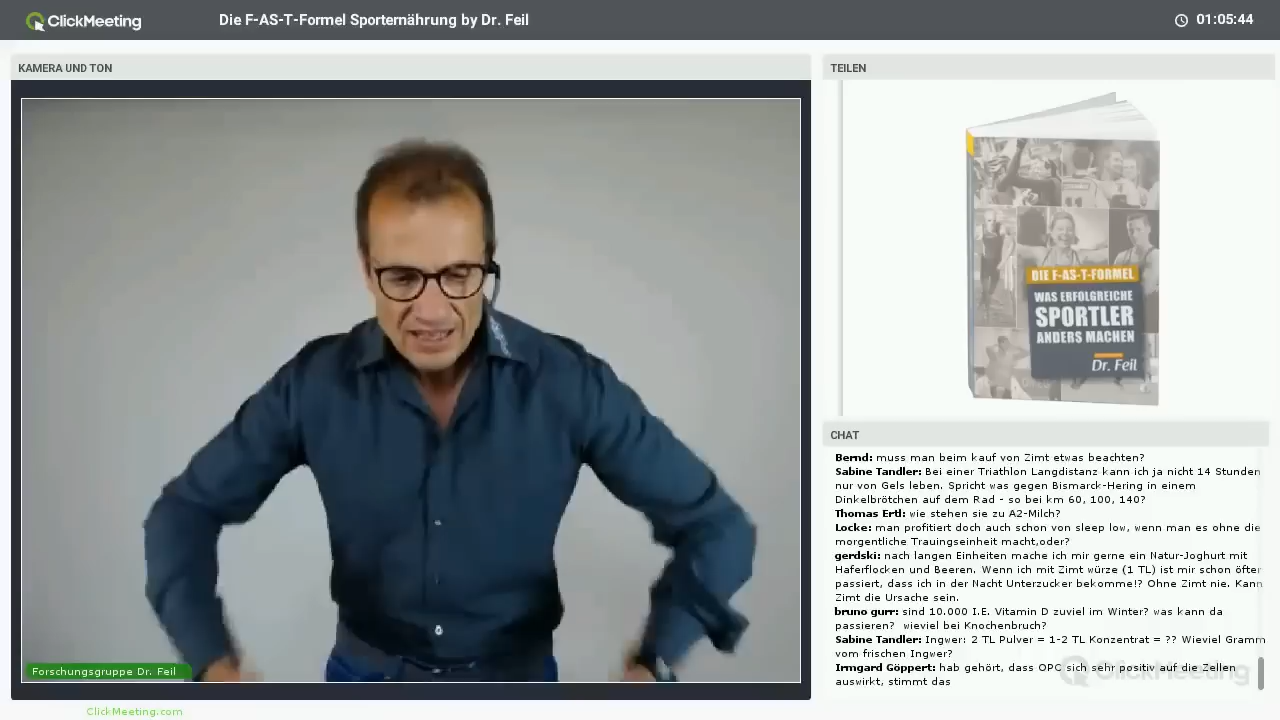 ClickMeeting
Die F-AS-T-Formel Sporternährung by Dr. Feil
01:05:44
KAMERA UND TON
Forschungsgruppe Dr. Feil
ClickMeeting.com
TEILEN
DIE F-AS-T-FORMEL
WAS ERFOLGREICHE
SPORTLER
ANDERS MACHEN
Dr. Feil
CHAT
Bernd: muss man beim kauf von Zimt etwas beachten?
Sabine Tandler: Bei einer Triathlon Langdistanz kann ich ja nicht 14 Stunden
nur von Gels leben. Spricht was gegen Bismarck-Hering in einem
Dinkelbrötchen auf dem Rad - so bei km 60, 100, 140?
Thomas Ertl: wie stehen sie zu A2-Milch?
Locke: man profitiert doch auch schon von sleep low, wenn man es ohne die
morgentliche Trauingseinheit macht,oder?
gerdski: nach langen Einheiten mache ich mir gerne ein Natur-Joghurt mit
Haferflocken und Beeren. Wenn ich mit Zimt würze (1 TL) ist mir schon öfter
passiert, dass ich in der Nacht Unterzucker bekomme!? Ohne Zimt nie. Kann
Zimt die Ursache sein.
bruno gurr: sind 10.000 I.E. Vitamin D zuviel im Winter? was kann da
passieren? wieviel bei Knochenbruch?
Sabine Tandler: Ingwer: 2 TL Pulver = 1-2 TL Konzentrat = ?? Wieviel Gramm
vom frischen Ingwer?
Irmgard Göppert: hab gehört, dass OPC sich sehr positiv auf die Zellen
auswirkt, stimmt das
ClickMeeting